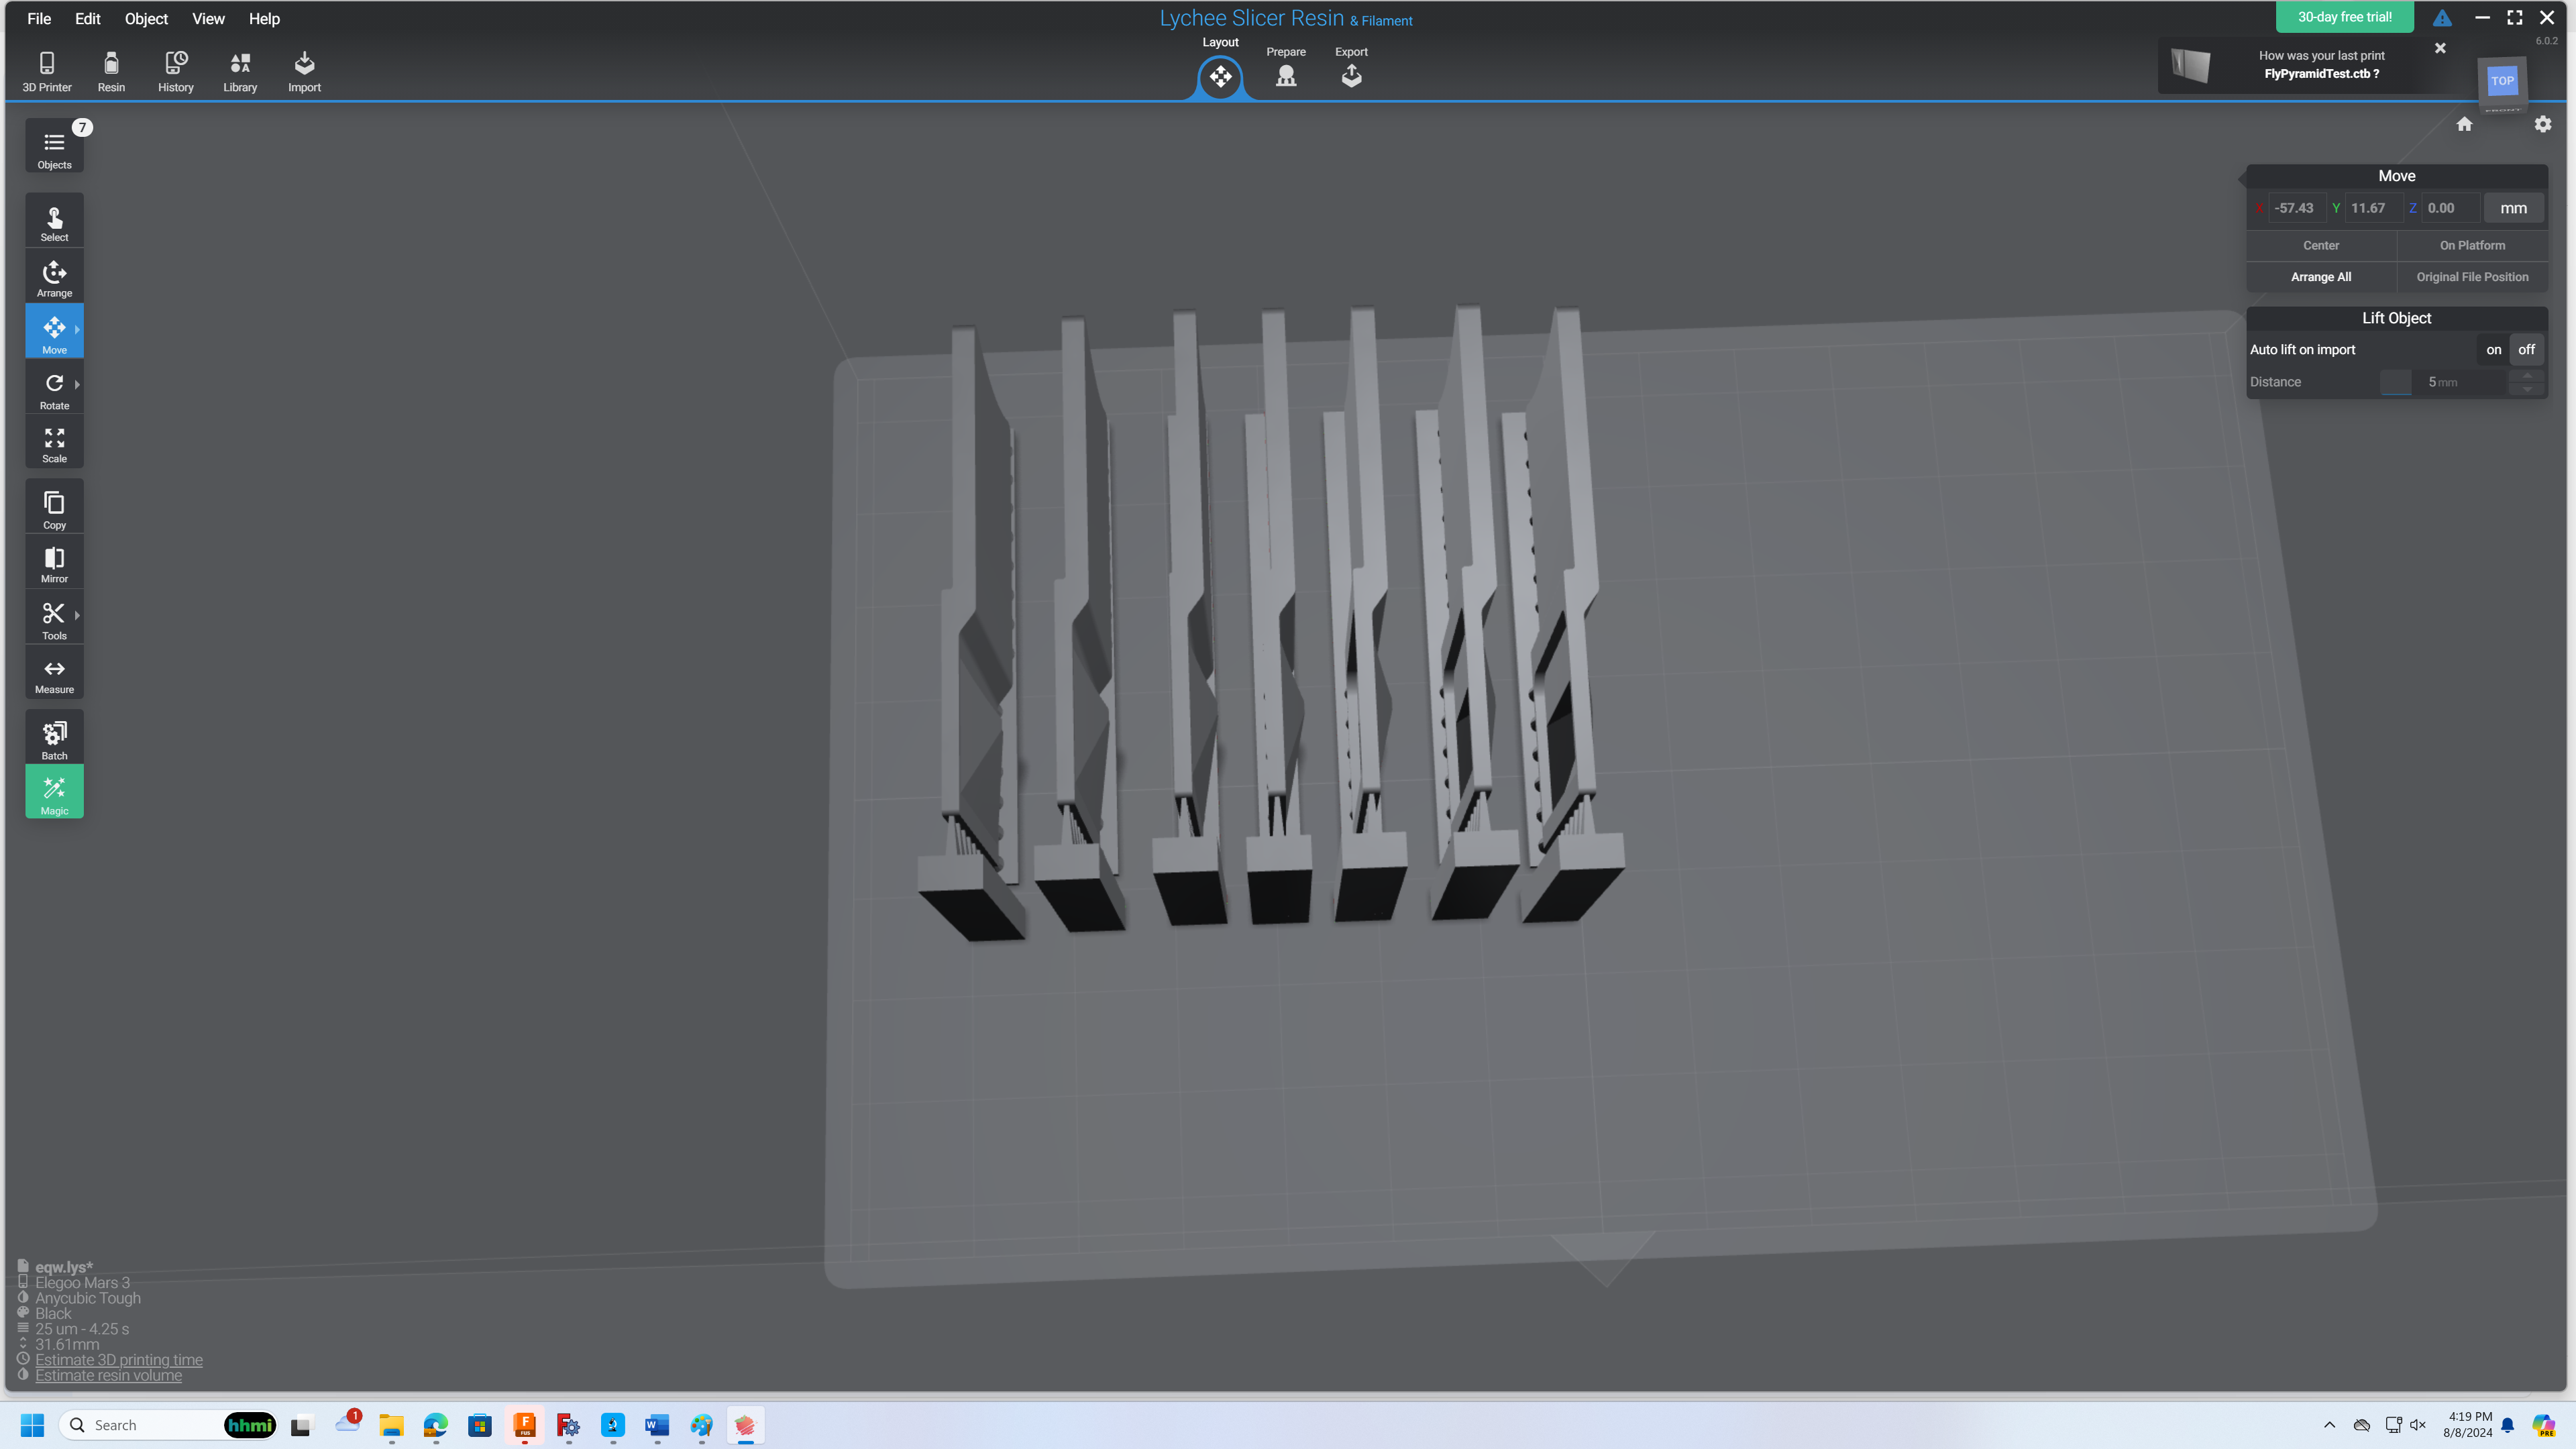 File Edit Object View Help
Lychee Slicer Resin & Filament
30-day free trial!
6.0.2
3D Printer Resin History Library Import
Layout Prepare Export
How was your last print
FlyPyramidTest.ctb ?
TOP
7
Objects
Select
Arrange
Move
Rotate
Scale
Copy
Mirror
Tools
Measure
Batch
Magic
Move
X -57.43 Y 11.67 Z 0.00 mm
Center On Platform
Arrange All Original File Position
Lift Object
Auto lift on import on off
Distance 5 mm
eqw.lys*
Elegoo Mars 3
Anycubic Tough
Black
25 um - 4.25 s
31.61mm
Estimate 3D printing time
Estimate resin volume
Search hhmi
1
F
FUS
W
4:19 PM
8/8/2024
PRE